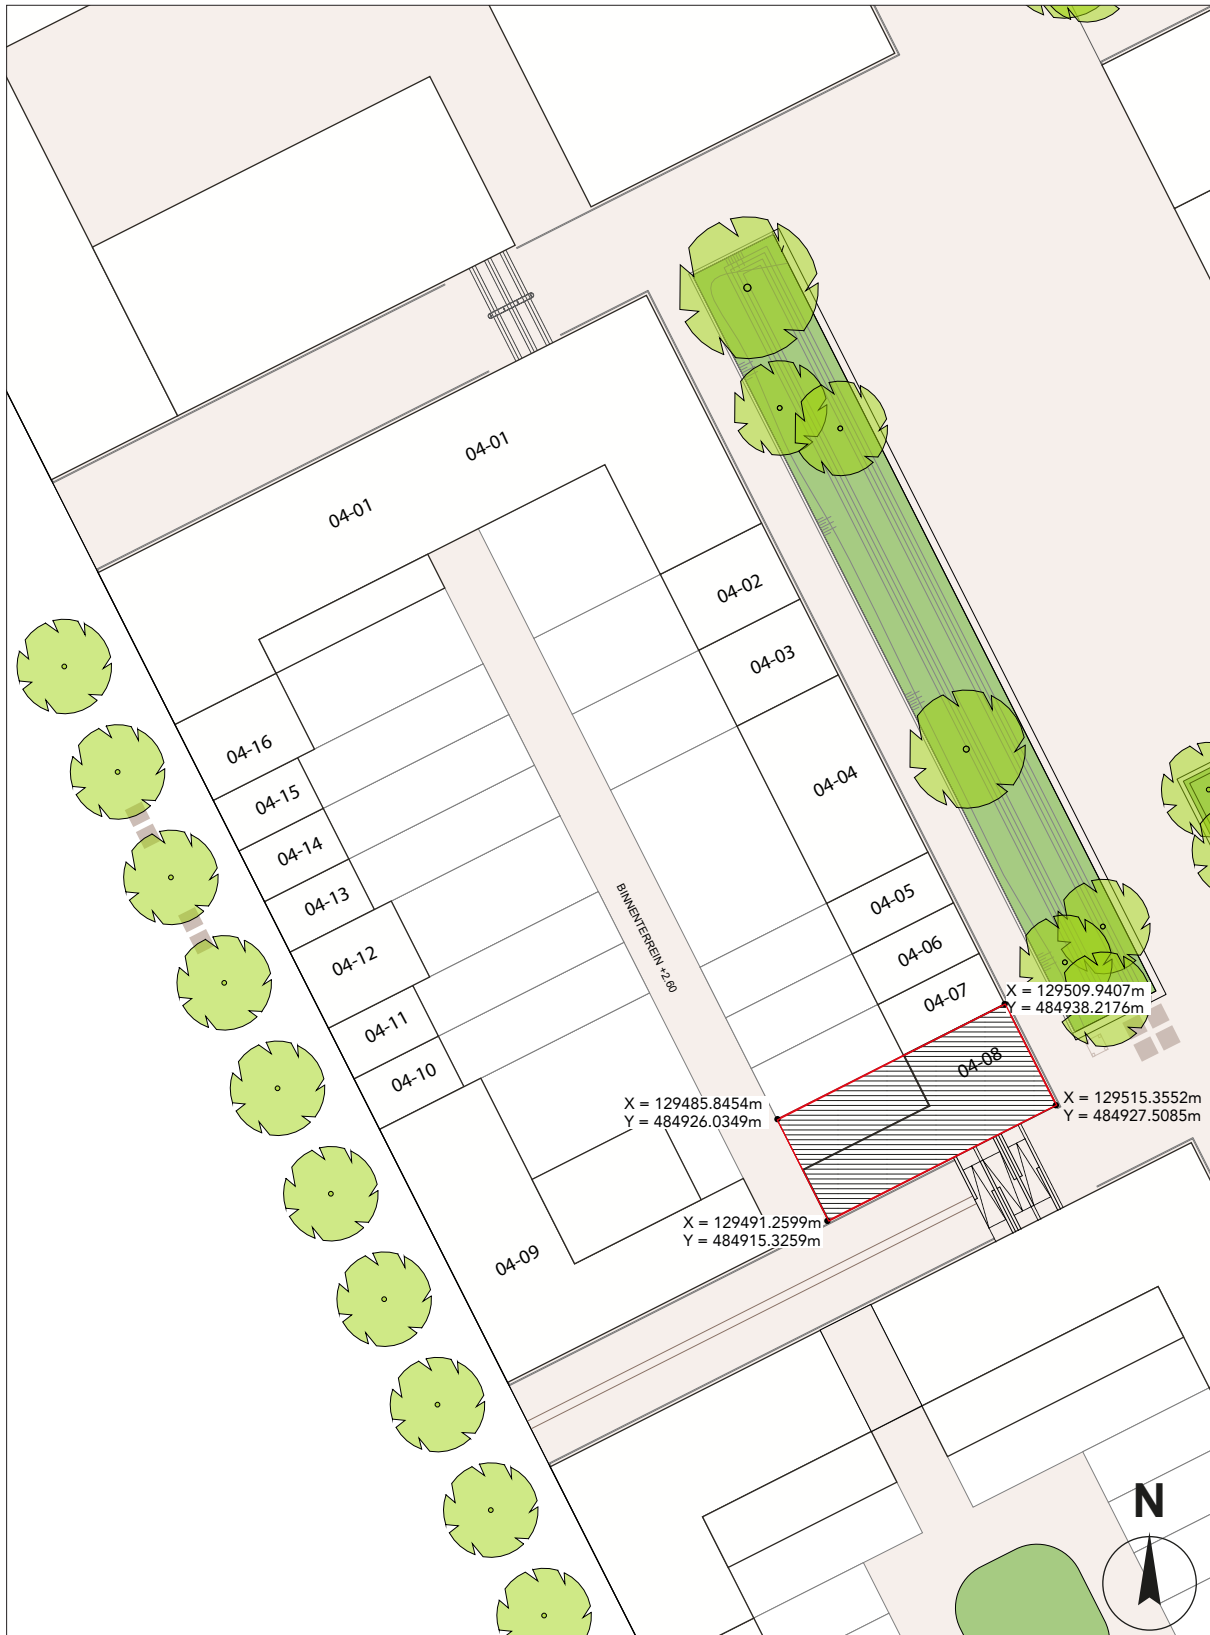 04-01
04-01
04-02
04-03
04-16
04-04
04-15
04-14
04-13
04-05
04-12
04-06
BINNENTERREIN +2.60
04-07
X = 129509.9407m
Y = 484938.2176m
04-11
04-08
04-10
X = 129485.8454m
Y = 484926.0349m
X = 129515.3552m
Y = 484927.5085m
X = 129491.2599m
Y = 484915.3259m
04-09
N